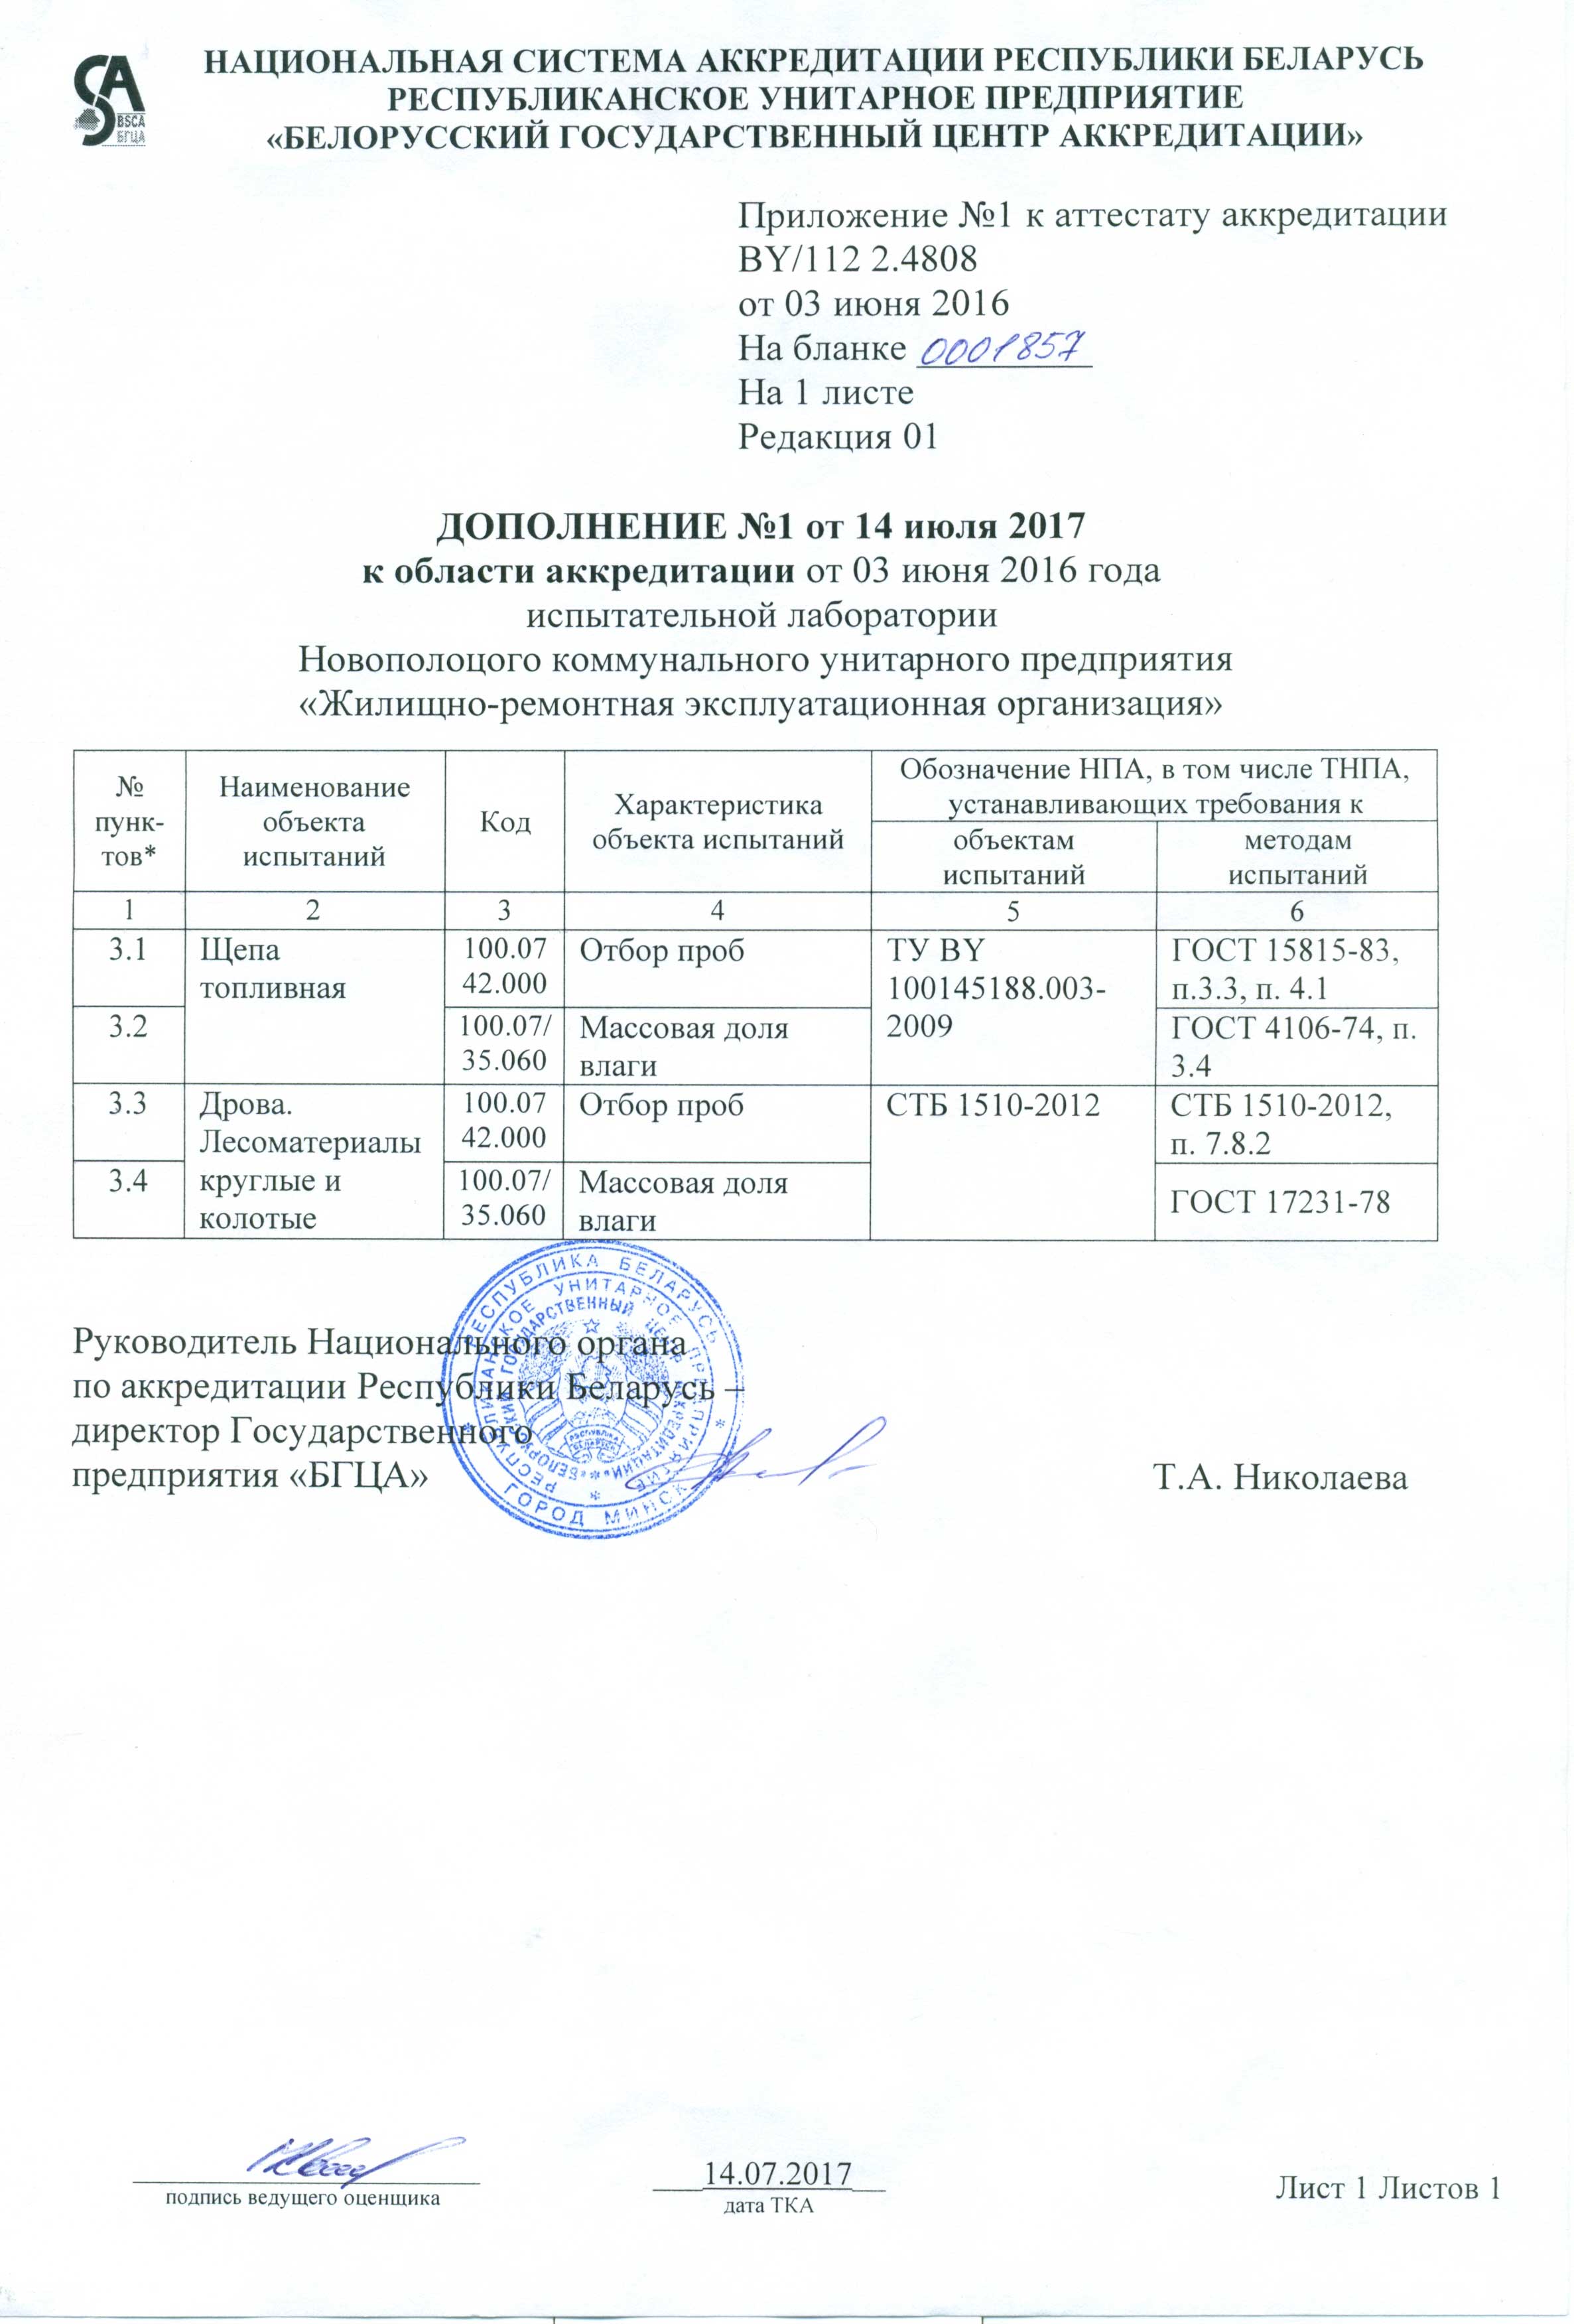 BSCA
БГЦА
НАЦИОНАЛЬНАЯ СИСТЕМА АККРЕДИТАЦИИ РЕСПУБЛИКИ БЕЛАРУСЬ
РЕСПУБЛИКАНСКОЕ УНИТАРНОЕ ПРЕДПРИЯТИЕ
«БЕЛОРУССКИЙ ГОСУДАРСТВЕННЫЙ ЦЕНТР АККРЕДИТАЦИИ»
Приложение №1 к аттестату аккредитации
BY/112 2.4808
от 03 июня 2016
На бланке 0001857
На 1 листе
Редакция 01
ДОПОЛНЕНИЕ №1 от 14 июля 2017
к области аккредитации от 03 июня 2016 года
испытательной лаборатории
Новополоцого коммунального унитарного предприятия
«Жилищно-ремонтная эксплуатационная организация»
№ пунк-тов*
Наименование объекта испытаний
Код
Характеристика объекта испытаний
Обозначение НПА, в том числе ТНПА, устанавливающих требования к
объектам испытаний
методам испытаний
1 2 3 4 5 6
3.1 Щепа топливная 100.07 42.000 Отбор проб ТУ BY 100145188.003-2009 ГОСТ 15815-83, п.3.3, п. 4.1
3.2 100.07/ 35.060 Массовая доля влаги ГОСТ 4106-74, п. 3.4
3.3 Дрова. Лесоматериалы круглые и колотые 100.07 42.000 Отбор проб СТБ 1510-2012 СТБ 1510-2012, п. 7.8.2
3.4 100.07/ 35.060 Массовая доля влаги ГОСТ 17231-78
Руководитель Национального органа
по аккредитации Республики Беларусь –
директор Государственного
предприятия «БГЦА» Т.А. Николаева
РЕСПУБЛИКА БЕЛАРУСЬ
ГОРОД МИНСК
РЕСПУБЛИКАНСКОЕ УНИТАРНОЕ ПРЕДПРИЯТИЕ
«БЕЛОРУССКИЙ ГОСУДАРСТВЕННЫЙ ЦЕНТР АККРЕДИТАЦИИ»
14.07.2017
подпись ведущего оценщика
дата ТКА
Лист 1 Листов 1